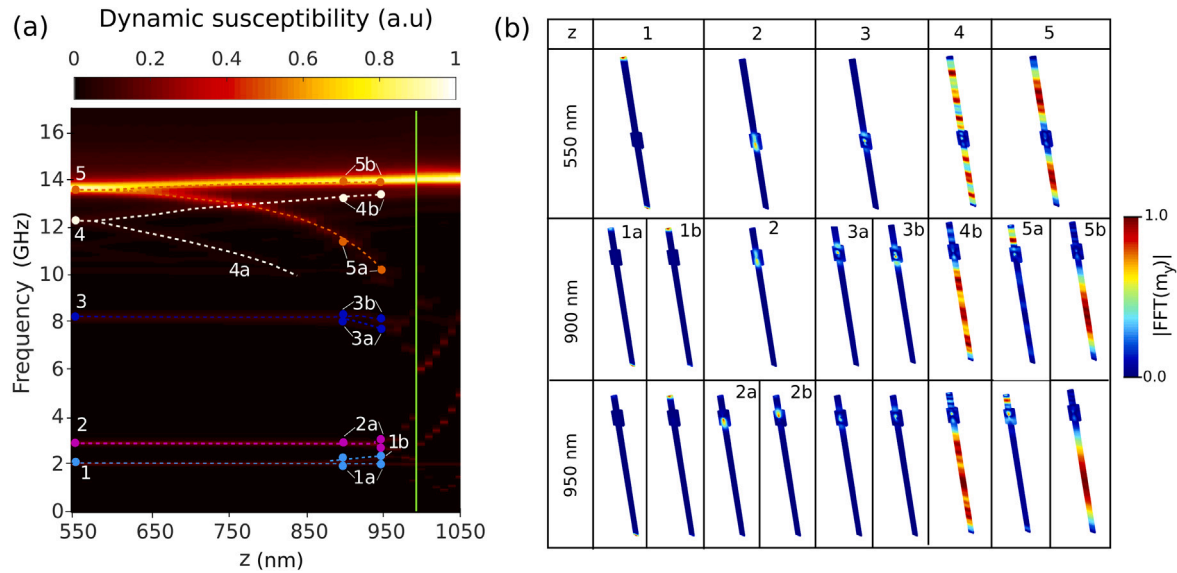 (a)
Dynamic susceptibility (a.u)
0 0.2 0.4 0.6 0.8 1
Frequency (GHz)
16
14
12
10
8
6
4
2
0
5
4
3
2
1
5b
4b
4a
5a
3b
3a
2a
1b
1a
550 650 750 850 950 1050
z (nm)
(b)
z 1 2 3 4 5
550 nm
900 nm
1a 1b 2 3a 3b 4b 5a 5b
950 nm
2a 2b
1.0
0.0
|FFT(my)|